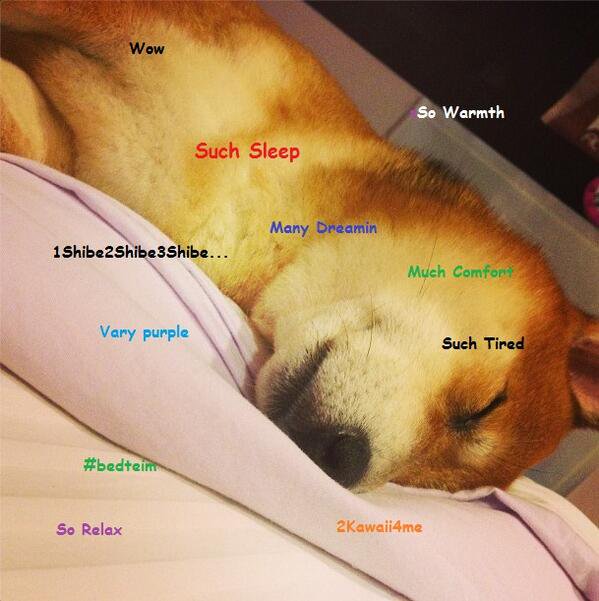 Wow
So Warmth
Such Sleep
Many Dreamin
1Shibe2Shibe3Shibe...
Much Comfort
Vary purple
Such Tired
#bedteim
2Kawaii4me
So Relax